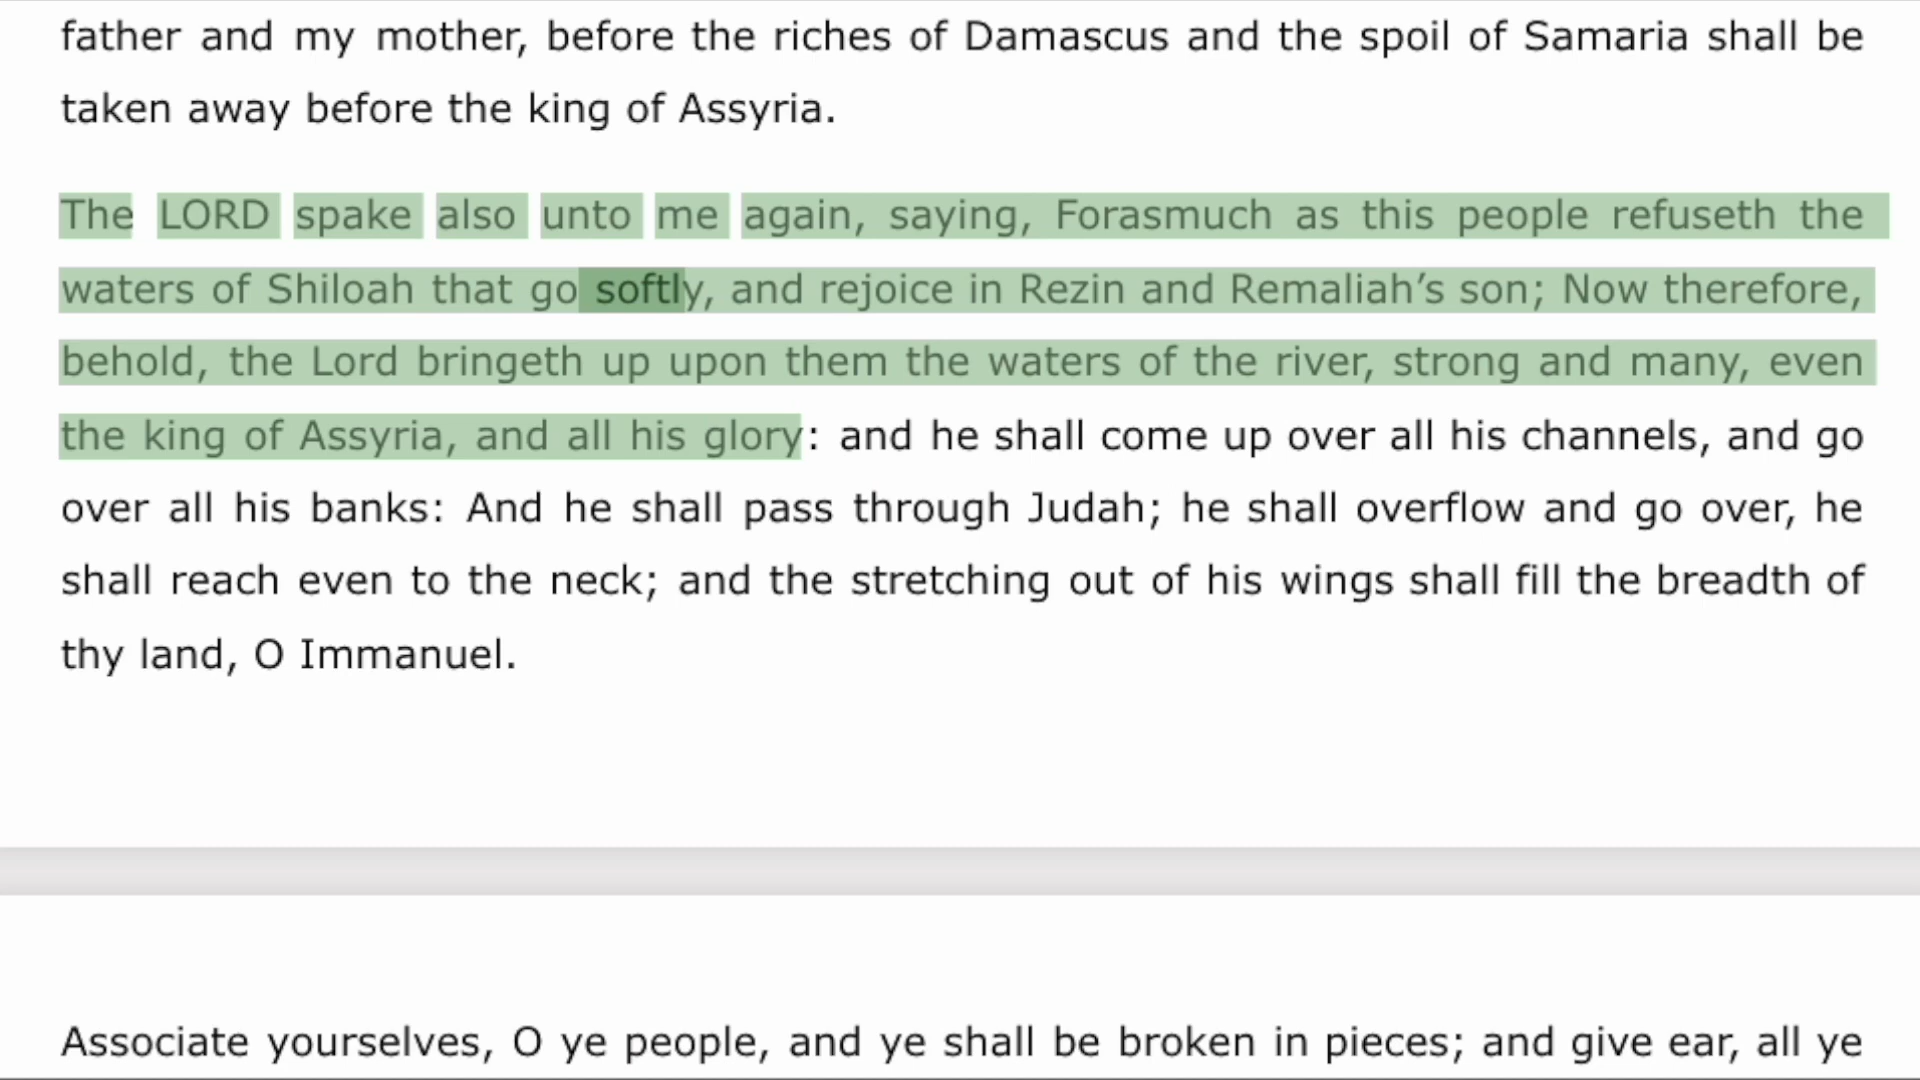 father and my mother, before the riches of Damascus and the spoil of Samaria shall be
taken away before the king of Assyria.
The LORD spake also unto me again, saying, Forasmuch as this people refuseth the
waters of Shiloah that go softly, and rejoice in Rezin and Remaliah’s son; Now therefore,
behold, the Lord bringeth up upon them the waters of the river, strong and many, even
the king of Assyria, and all his glory: and he shall come up over all his channels, and go
over all his banks: And he shall pass through Judah; he shall overflow and go over, he
shall reach even to the neck; and the stretching out of his wings shall fill the breadth of
thy land, O Immanuel.
Associate yourselves, O ye people, and ye shall be broken in pieces; and give ear, all ye